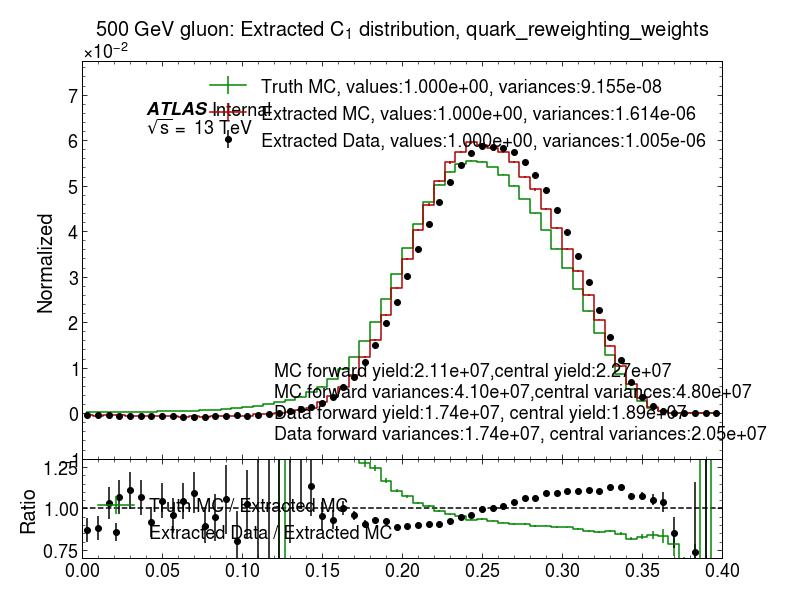 500 GeV gluon: Extracted C₁ distribution, quark_reweighting_weights
×10⁻²
Truth MC, values:1.000e+00, variances:9.155e-08
ATLAS Internal
Extracted MC, values:1.000e+00, variances:1.614e-06
√s = 13 TeV
Extracted Data, values:1.000e+00, variances:1.005e-06
7
6
5
4
3
2
1
0
-1
Normalized
MC forward yield:2.11e+07,central yield:2.27e+07
MC forward variances:4.10e+07,central variances:4.80e+07
Data forward yield:1.74e+07, central yield:1.89e+07
Data forward variances:1.74e+07, central variances:2.05e+07
1.25
1.00
0.75
Ratio
Truth MC / Extracted MC
Extracted Data / Extracted MC
0.00 0.05 0.10 0.15 0.20 0.25 0.30 0.35 0.40